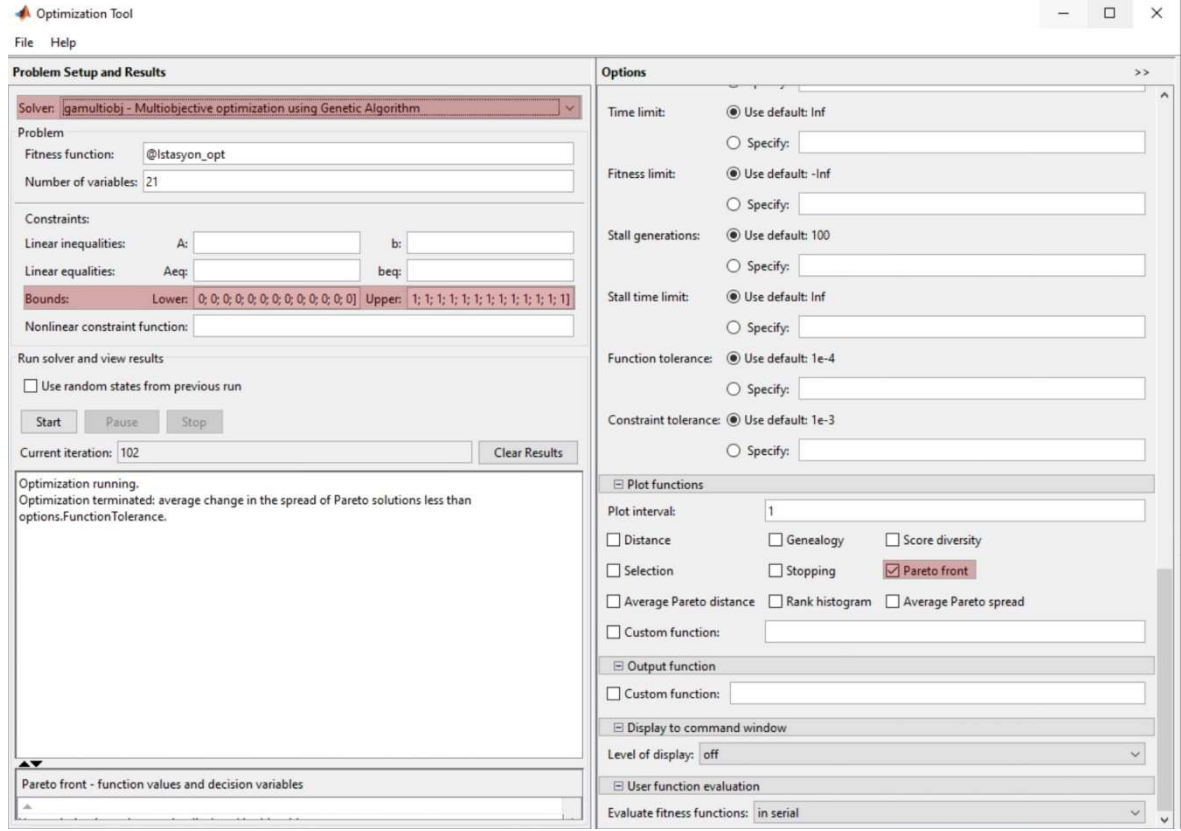 Optimization Tool
File Help
Problem Setup and Results
Solver: gamultiobj - Multiobjective optimization using Genetic Algorithm
Problem
Fitness function: @Istasyon_opt
Number of variables: 21
Constraints:
Linear inequalities: A: b:
Linear equalities: Aeq: beq:
Bounds: Lower: 0; 0; 0; 0; 0; 0; 0; 0; 0; 0; 0; 0; 0] Upper: 1; 1; 1; 1; 1; 1; 1; 1; 1; 1; 1; 1; 1]
Nonlinear constraint function:
Run solver and view results
Use random states from previous run
Start Pause Stop
Current iteration: 102 Clear Results
Optimization running.
Optimization terminated: average change in the spread of Pareto solutions less than
options.FunctionTolerance.
Pareto front - function values and decision variables
Options >>
Time limit: Use default: Inf
Specify:
Fitness limit: Use default: -Inf
Specify:
Stall generations: Use default: 100
Specify:
Stall time limit: Use default: Inf
Specify:
Function tolerance: Use default: 1e-4
Specify:
Constraint tolerance: Use default: 1e-3
Specify:
Plot functions
Plot interval: 1
Distance Genealogy Score diversity
Selection Stopping Pareto front
Average Pareto distance Rank histogram Average Pareto spread
Custom function:
Output function
Custom function:
Display to command window
Level of display: off
User function evaluation
Evaluate fitness functions: in serial